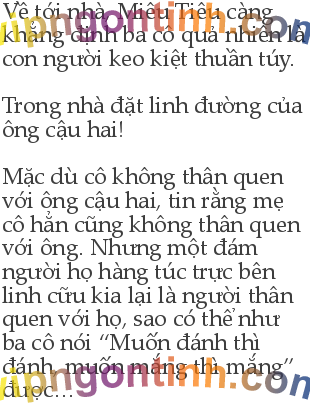 Về tới nhà, Miêu Tiểu càng
khẳng định ba cô quả nhiên là
con người keo kiệt thuần túy.
Trong nhà đặt linh đường của
ông cậu hai!
Mặc dù cô không thân quen
với ông cậu hai, tin rằng mẹ
cô hẳn cũng không thân quen
với ông. Nhưng một đám
người họ hàng túc trực bên
linh cữu kia lại là người thân
quen với họ, sao có thể như
ba cô nói “Muốn đánh thì
đánh, muốn mắng thì mắng”
được...